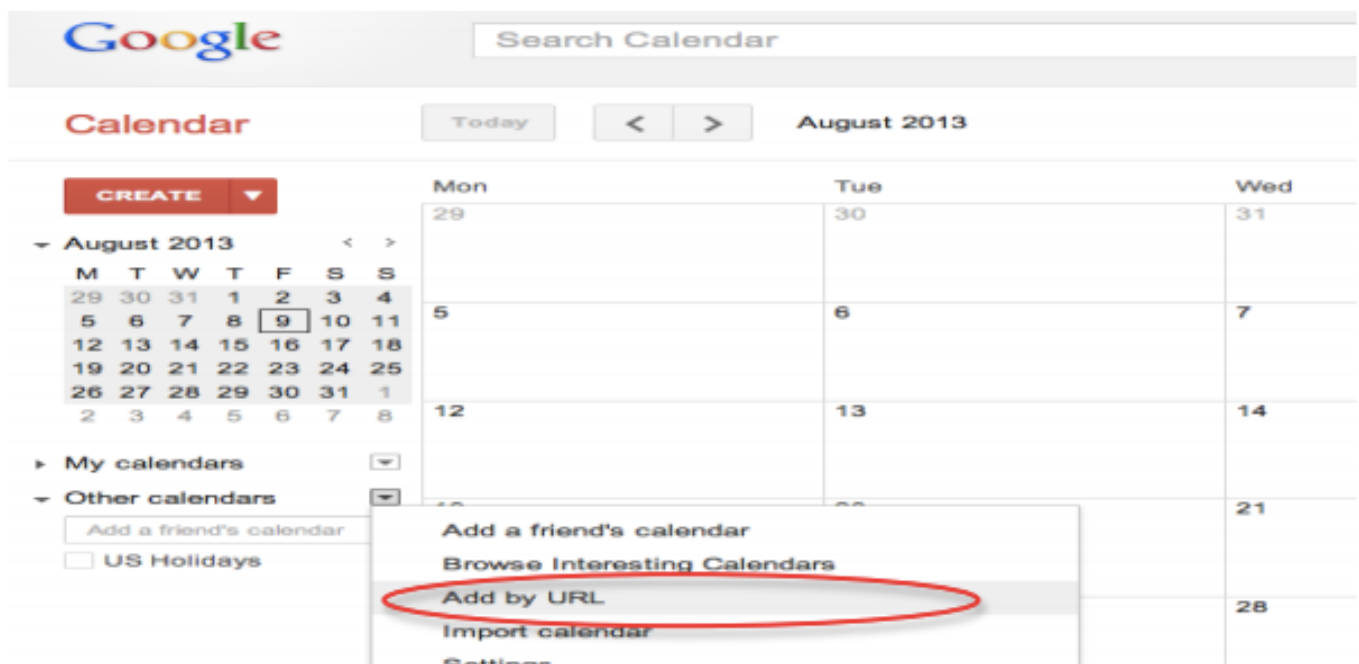 Google
Search Calendar
Calendar
Today < > August 2013
CREATE
Mon Tue Wed
29 30 31
August 2013 < >
M T W T F S S
29 30 31 1 2 3 4
5 6 7 8 9 10 11
12 13 14 15 16 17 18
19 20 21 22 23 24 25
26 27 28 29 30 31 1
2 3 4 5 6 7 8
5 6 7
12 13 14
My calendars
Other calendars
Add a friend's calendar
US Holidays
21
28
Add a friend's calendar
Browse Interesting Calendars
Add by URL
Import calendar
Settings